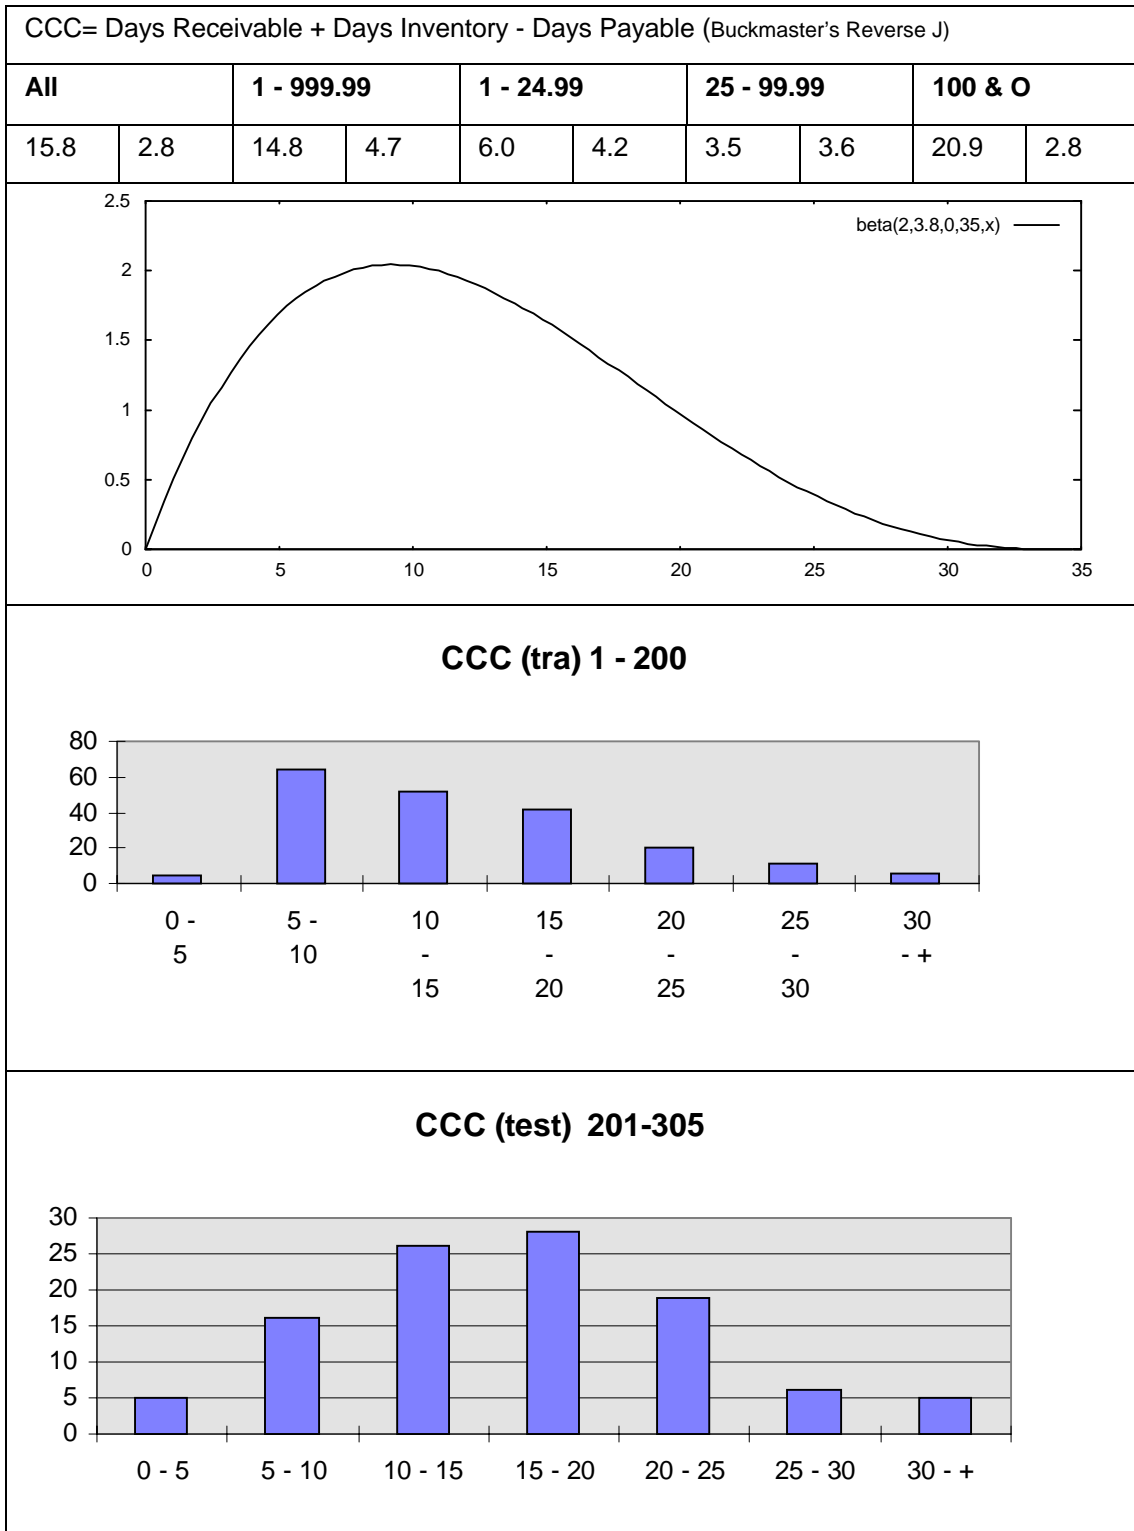 CCC= Days Receivable + Days Inventory - Days Payable (Buckmaster's Reverse J)
All 1 - 999.99 1 - 24.99 25 - 99.99 100 & O
15.8 2.8 14.8 4.7 6.0 4.2 3.5 3.6 20.9 2.8
2.5
beta(2,3.8,0,35,x)
2
1.5
1
0.5
0
0 5 10 15 20 25 30 35
CCC (tra) 1 - 200
80
60
40
20
0
0 - 5 - 10 15 20 25 30
5 10 - - - - - +
15 20 25 30
CCC (test) 201-305
30
25
20
15
10
5
0
0 - 5 5 - 10 10 - 15 15 - 20 20 - 25 25 - 30 30 - +